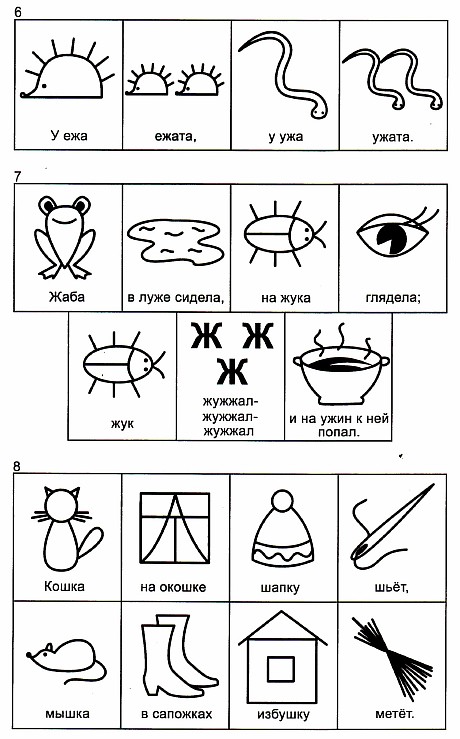 6
У ежа ежата, у ужа ужата.
7
Жаба в луже сидела, на жука глядела;
Ж Ж
Ж
жужжал-
жужжал-
жук жужжал и на ужин к ней
попал.
8
Кошка на окошке шапку шьёт,
мышка в сапожках избушку метёт.